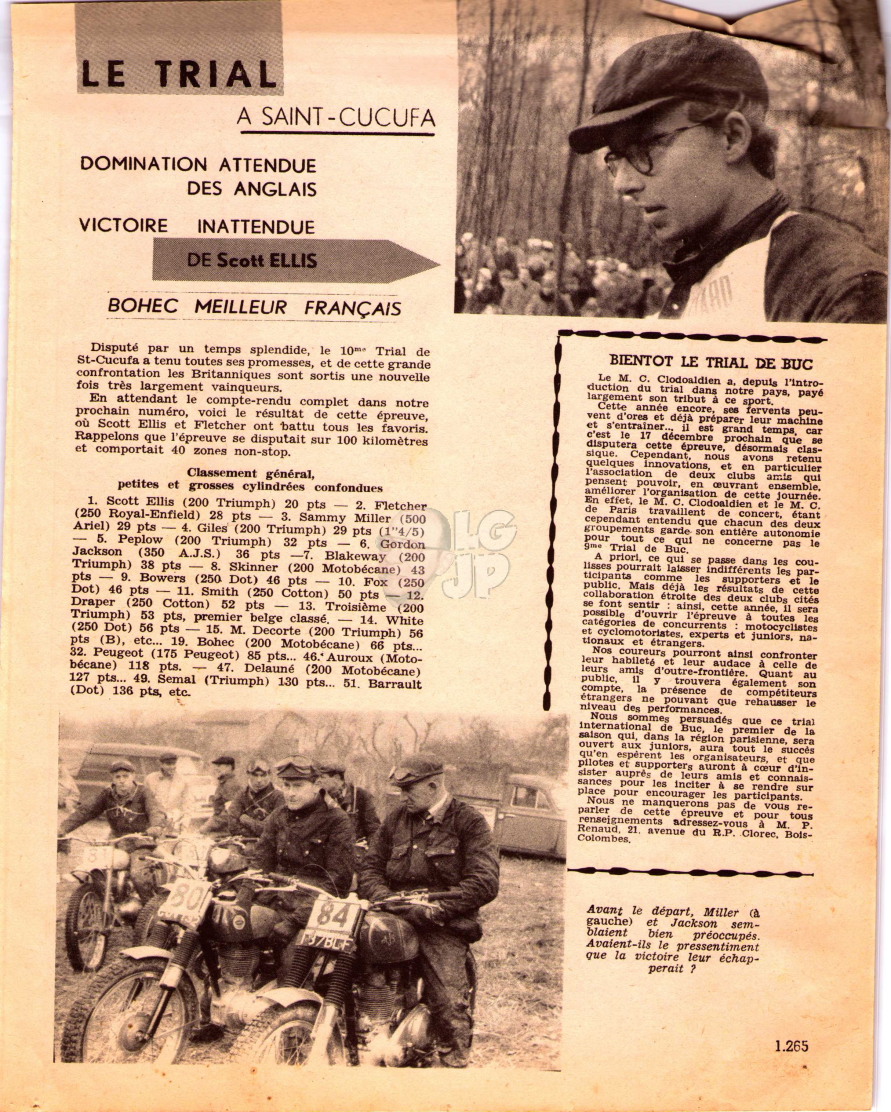 LE TRIAL
A SAINT-CUCUFA
DOMINATION ATTENDUE
DES ANGLAIS
VICTOIRE INATTENDUE
DE Scott ELLIS
BOHEC MEILLEUR FRANÇAIS
Disputé par un temps splendide, le 10me Trial de
St-Cucufa a tenu toutes ses promesses, et de cette grande
confrontation les Britanniques sont sortis une nouvelle
fois très largement vainqueurs.
En attendant le compte-rendu complet dans notre
prochain numéro, voici le résultat de cette épreuve,
où Scott Ellis et Fletcher ont battu tous les favoris.
Rappelons que l'épreuve se disputait sur 100 kilomètres
et comportait 40 zones non-stop.
Classement général,
petites et grosses cylindrées confondues
1. Scott Ellis (200 Triumph) 20 pts — 2. Fletcher
(250 Royal-Enfield) 28 pts — 3. Sammy Miller (500
Ariel) 29 pts — 4. Giles (200 Triumph) 29 pts (1"4/5)
— 5. Peplow (200 Triumph) 32 pts — 6. Gordon
Jackson (350 A.J.S.) 36 pts —7. Blakeway (200
Triumph) 38 pts — 8. Skinner (200 Motobécane) 43
pts — 9. Bowers (250 Dot) 46 pts — 10. Fox (250
Dot) 46 pts — 11. Smith (250 Cotton) 50 pts — 12.
Draper (250 Cotton) 52 pts — 13. Troisième (200
Triumph) 53 pts, premier belge classé. — 14. White
(250 Dot) 56 pts — 15. M. Decorte (200 Triumph) 56
pts (B), etc... 19. Bohec (200 Motobécane) 66 pts...
32. Peugeot (175 Peugeot) 85 pts... 46. Auroux (Moto-
bécane) 118 pts. — 47. Delauné (200 Motobécane)
127 pts... 49. Semal (Triumph) 130 pts... 51. Barrault
(Dot) 136 pts, etc.
BIENTOT LE TRIAL DE BUC
Le M. C. Clodoaldien a, depuis l'intro-
duction du trial dans notre pays, payé
largement son tribut à ce sport.
Cette année encore, ses fervents peu-
vent d'ores et déjà préparer leur machine
et s'entraîner... il est grand temps, car
c'est le 17 décembre prochain que se
disputera cette épreuve, désormais clas-
sique. Cependant, nous avons retenu
quelques innovations, et en particulier
l'association de deux clubs amis qui
pensent pouvoir, en œuvrant ensemble,
améliorer l'organisation de cette journée.
En effet, le M. C. Clodoaldien et le M. C.
de Paris travaillent de concert, étant
cependant entendu que chacun des deux
groupements garde son entière autonomie
pour tout ce qui ne concerne pas le
9me Trial de Buc.
A priori, ce qui se passe dans les cou-
lisses pourrait laisser indifférents les par-
ticipants comme les supporters et le
public. Mais déjà les résultats de cette
collaboration étroite des deux clubs cités
se font sentir : ainsi, cette année, il sera
possible d'ouvrir l'épreuve à toutes les
catégories de concurrents : motocyclistes
et cyclomotoristes, experts et juniors, na-
tionaux et étrangers.
Nos coureurs pourront ainsi confronter
leur habileté et leur audace à celle de
leurs amis d'outre-frontière. Quant au
public, il y trouvera également son
compte, la présence de compétiteurs
étrangers ne pouvant que rehausser le
niveau des performances.
Nous sommes persuadés que ce trial
international de Buc, le premier de la
saison qui, dans la région parisienne, sera
ouvert aux juniors, aura tout le succès
qu'en espèrent les organisateurs, et que
pilotes et supporters auront à cœur d'in-
sister auprès de leurs amis et connais-
sances pour les inciter à se rendre sur
place pour encourager les participants.
Nous ne manquerons pas de vous re-
parler de cette épreuve et pour tous
renseignements adressez-vous à M. P.
Renaud, 21, avenue du R.P. Clorec, Bois-
Colombes.
LG
JP
80
84
Avant le départ, Miller (à
gauche) et Jackson sem-
blaient bien préoccupés.
Avaient-ils le pressentiment
que la victoire leur échap-
perait ?
1.265